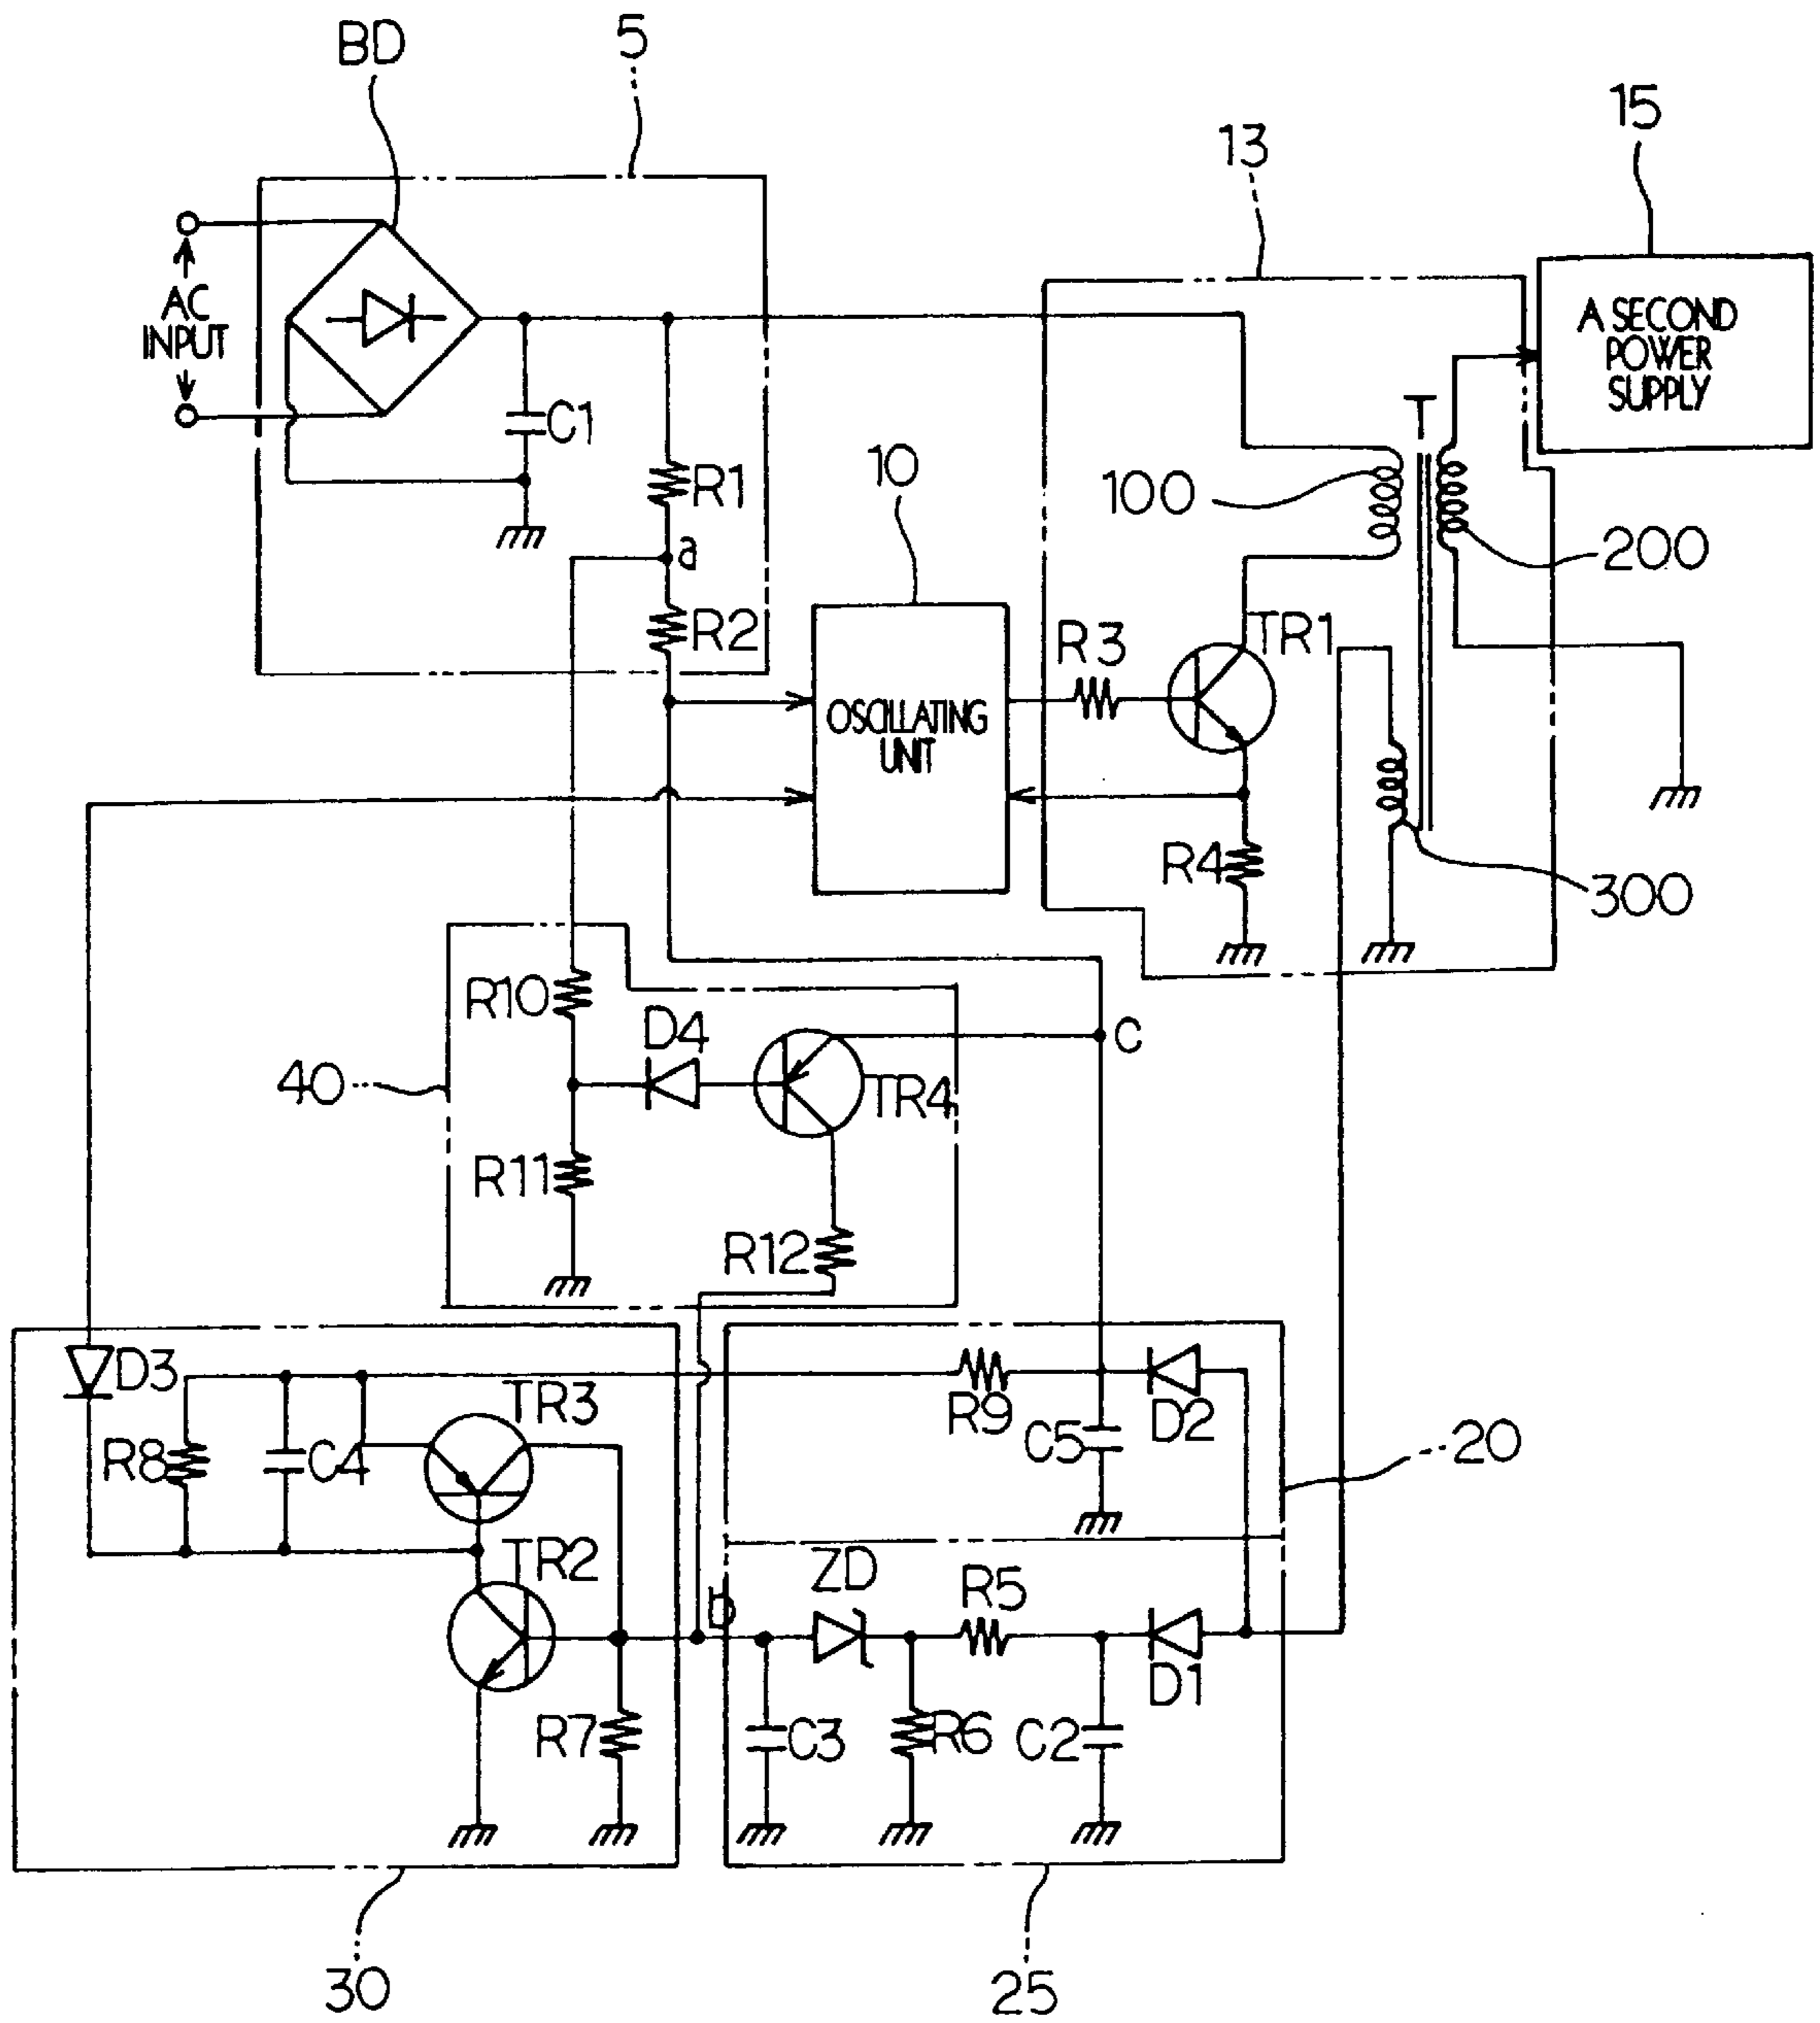 BD
5
15
13
AC
INPUT
A SECOND
POWER
SUPPLY
C1
T
R1
10
100
a
200
R2
R3
TR1
OSCILLATING
UNIT
R4
300
R10
D4
C
40
TR4
R11
R12
D3
TR3
R9
D2
R8
C4
C5
20
TR2
ZD
R5
b
D1
R7
C3
R6
C2
30
25